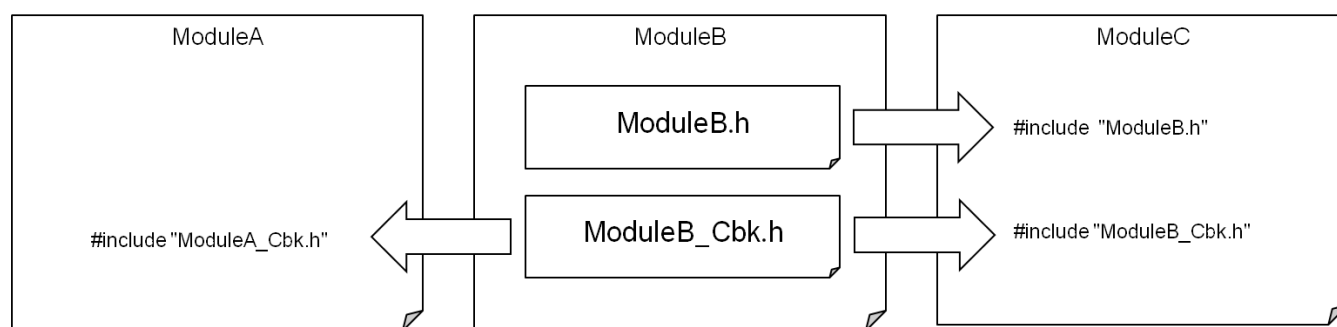 ModuleA
ModuleB
ModuleC
ModuleB.h
#include "ModuleB.h"
#include "ModuleA_Cbk.h"
ModuleB_Cbk.h
#include "ModuleB_Cbk.h"